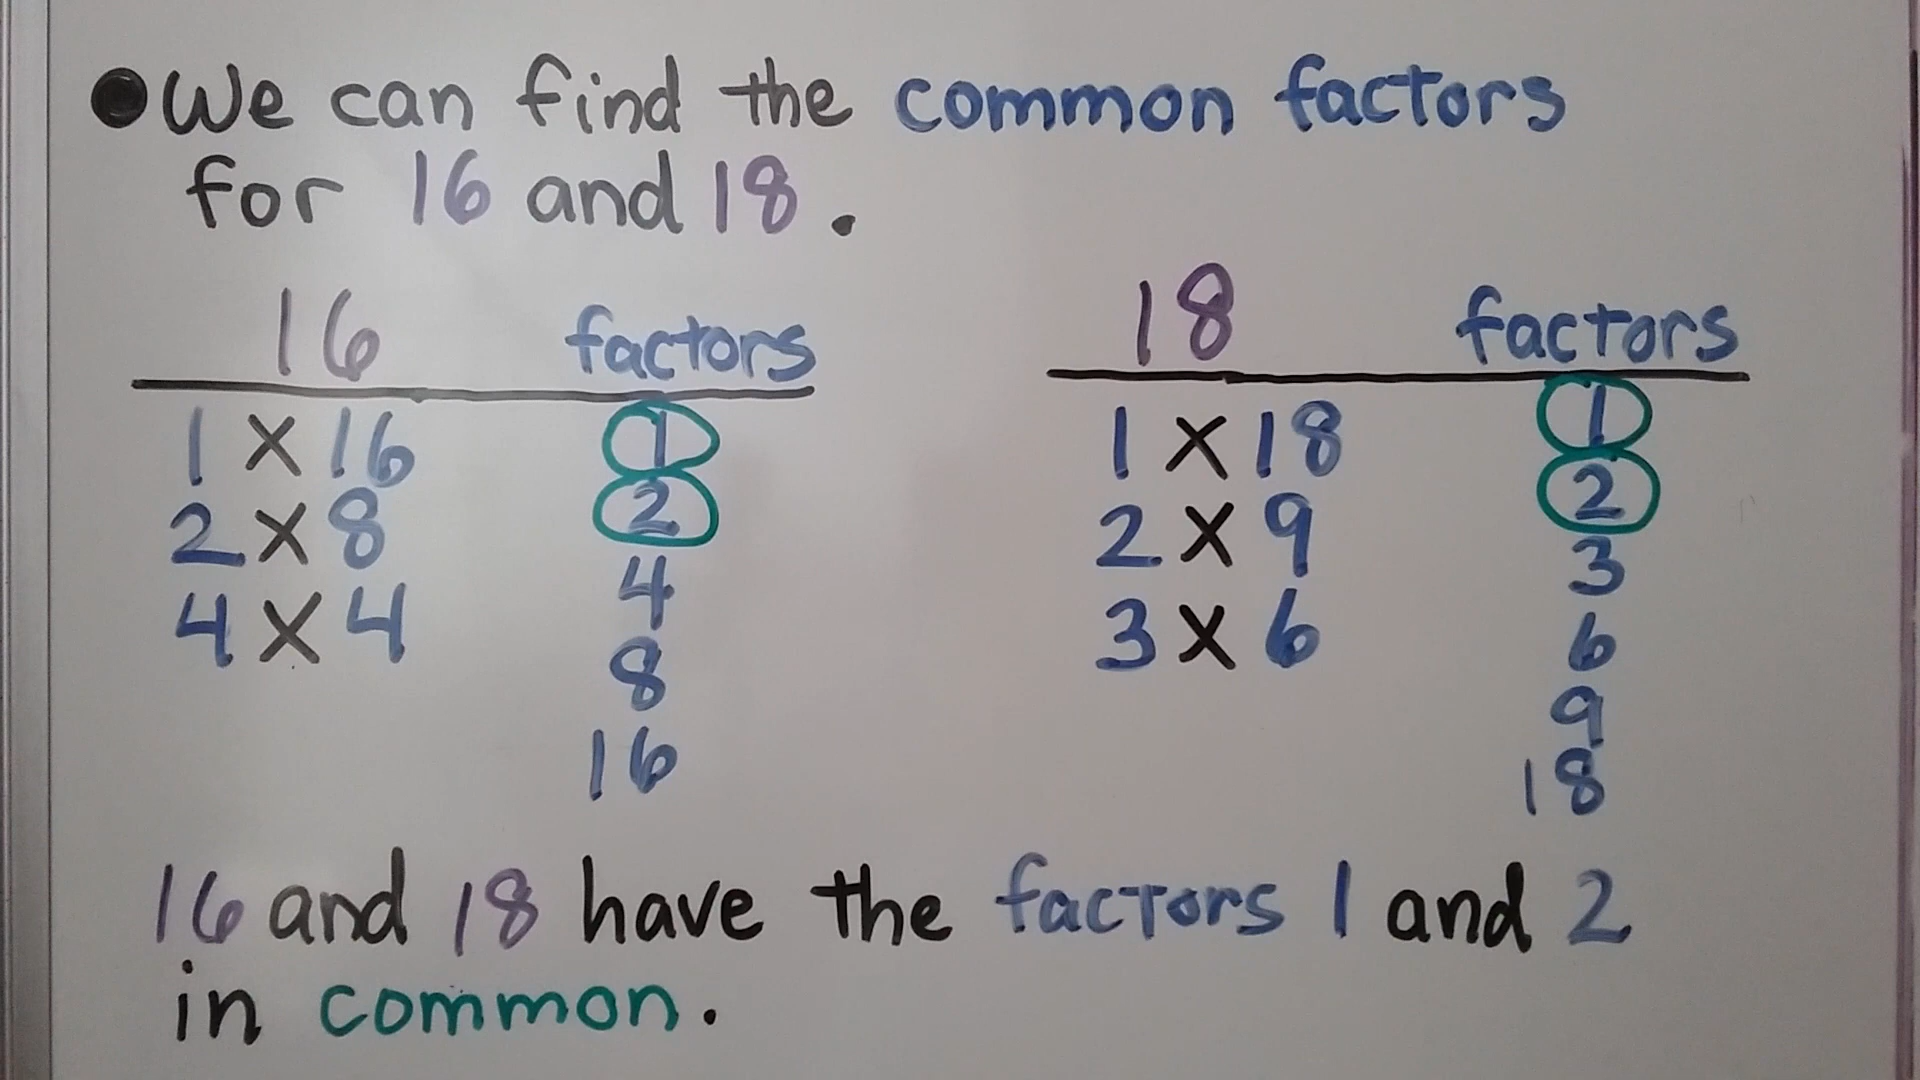 ● We can find the common factors
for 16 and 18.
16 factors
1 × 16 1
2 × 8 2
4 × 4 4
8
16
18 factors
1 × 18 1
2 × 9 2
3 × 6 3
6
9
18
16 and 18 have the factors 1 and 2
in common.